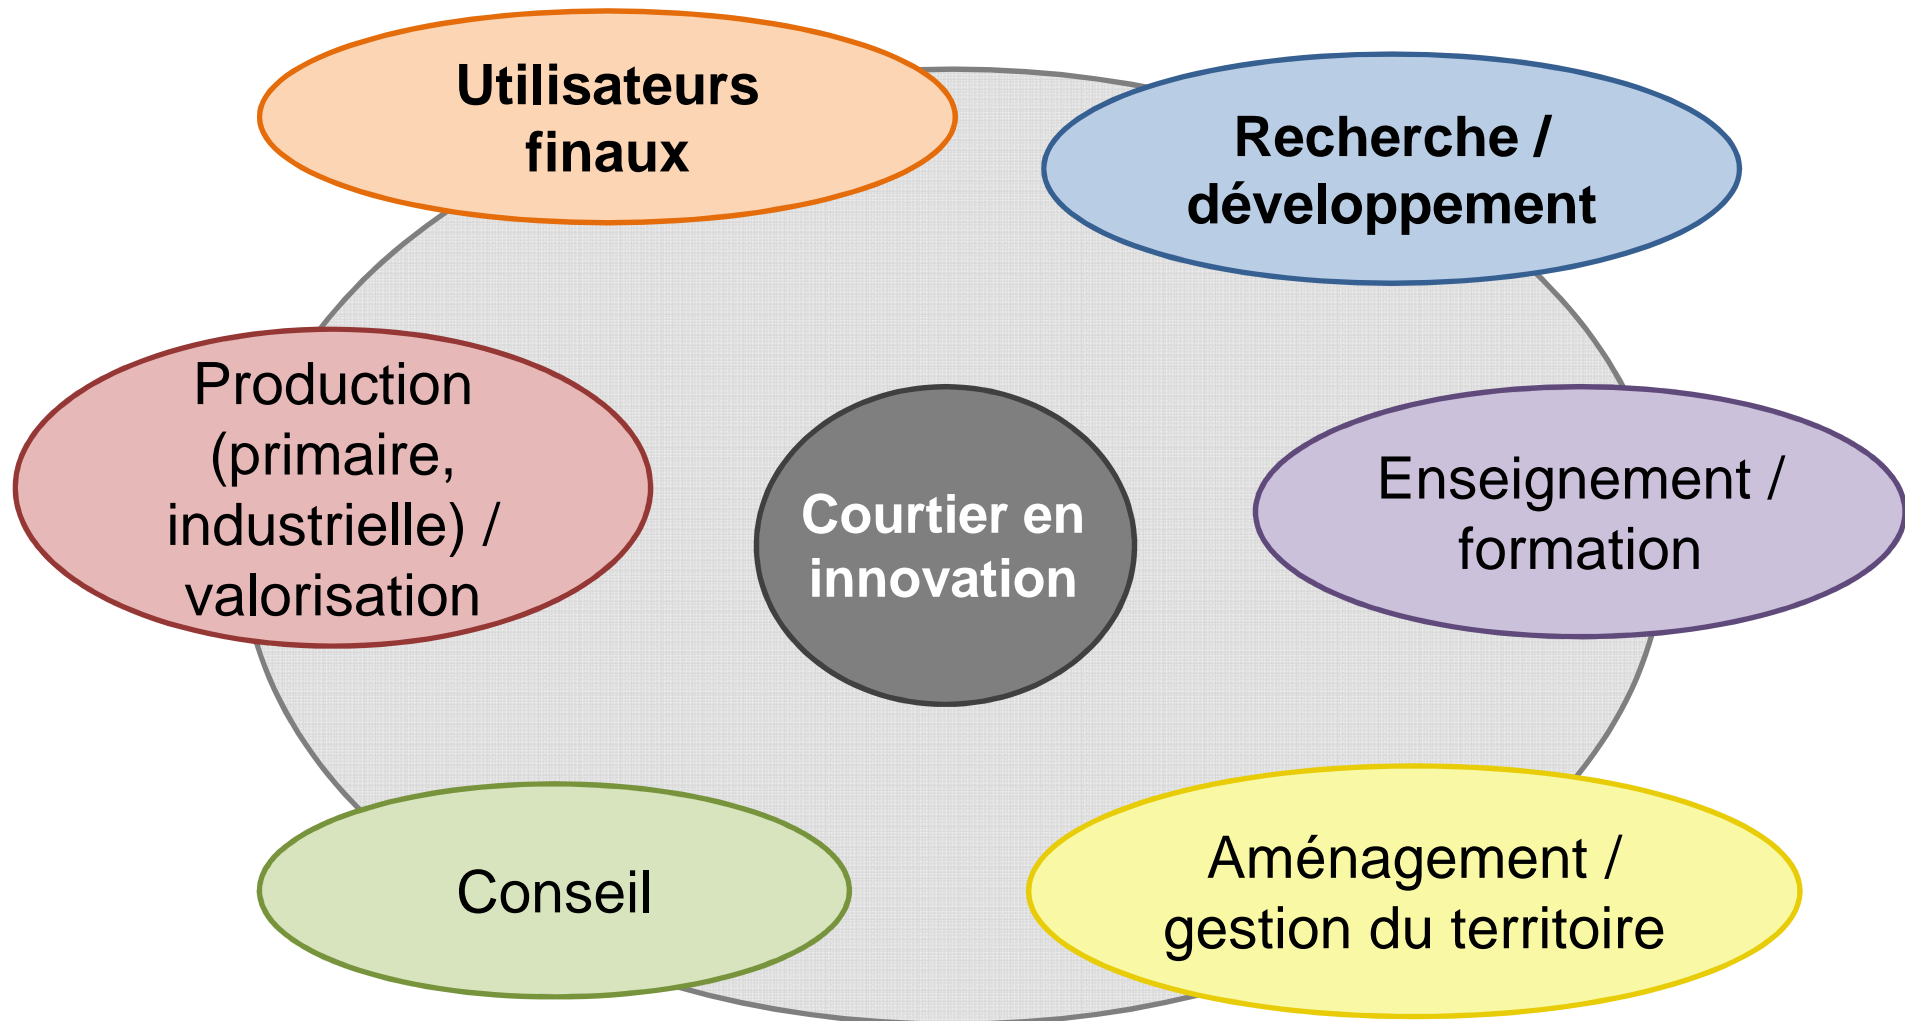 Utilisateurs
finaux
Recherche /
développement
Production
(primaire,
industrielle) /
valorisation
Courtier en
innovation
Enseignement /
formation
Conseil
Aménagement /
gestion du territoire